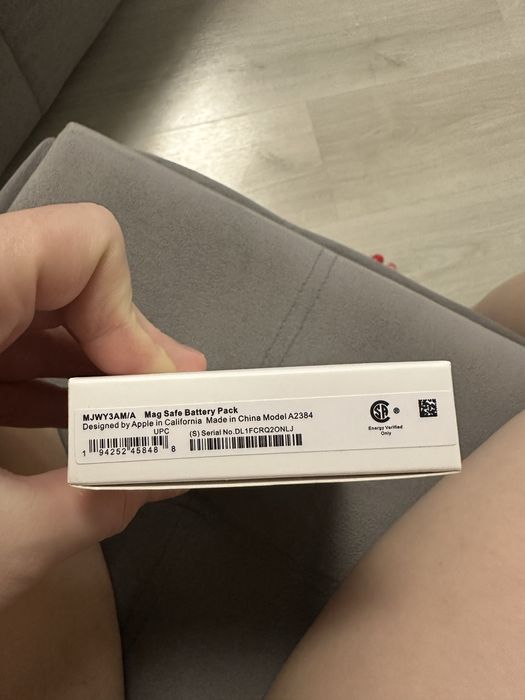 MJWY3AM/A Mag Safe Battery Pack
Designed by Apple in California Made in China Model A2384
UPC (S) Serial No.DL1FCRQ2ONLJ
1 94252 45848 8
CSA ®
Energy Verified
Only